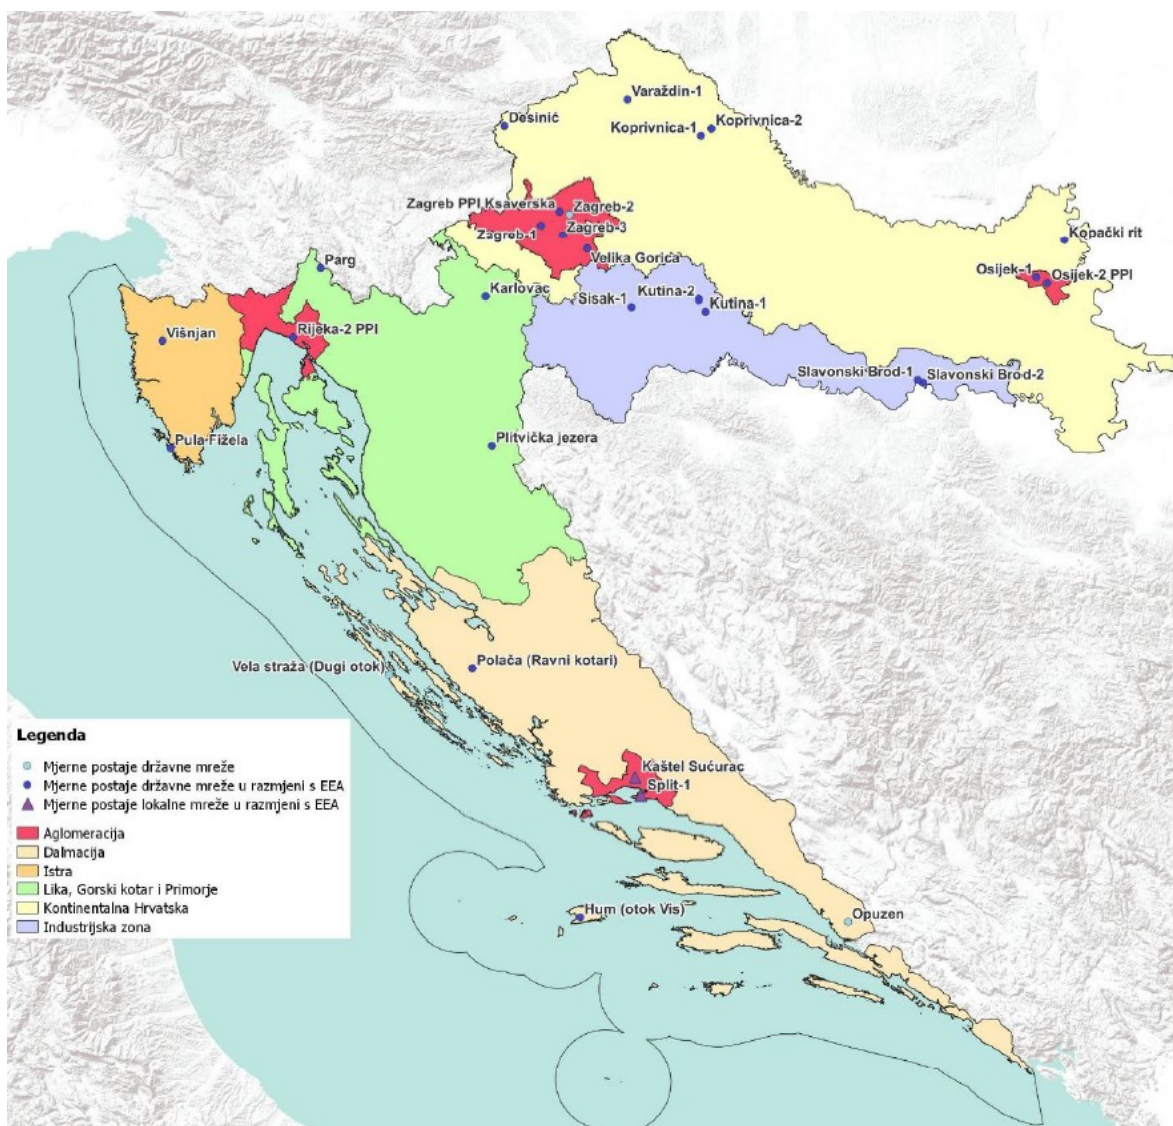 Varaždin-1
Desinić
Koprivnica-2
Koprivnica-1
Zagreb PPI Ksaverska
Zagreb-2
Zagreb-1
Zagreb-3
Velika Gorica
Kopački rit
Osijek-1
Osijek-2 PPI
Parg
Karlovac
Sisak-1
Kutina-2
Kutina-1
Višnjan
Rijeka-2 PPI
Slavonski Brod-1
Slavonski Brod-2
Pula Fižela
Plitvička jezera
Vela straža (Dugi otok)
Polača (Ravni kotari)
Kaštel Sućurac
Split-1
Hum (otok Vis)
Opuzen
Legenda
Mjerne postaje državne mreže
Mjerne postaje državne mreže u razmjeni s EEA
Mjerne postaje lokalne mreže u razmjeni s EEA
Aglomeracija
Dalmacija
Istra
Lika, Gorski kotar i Primorje
Kontinentalna Hrvatska
Industrijska zona